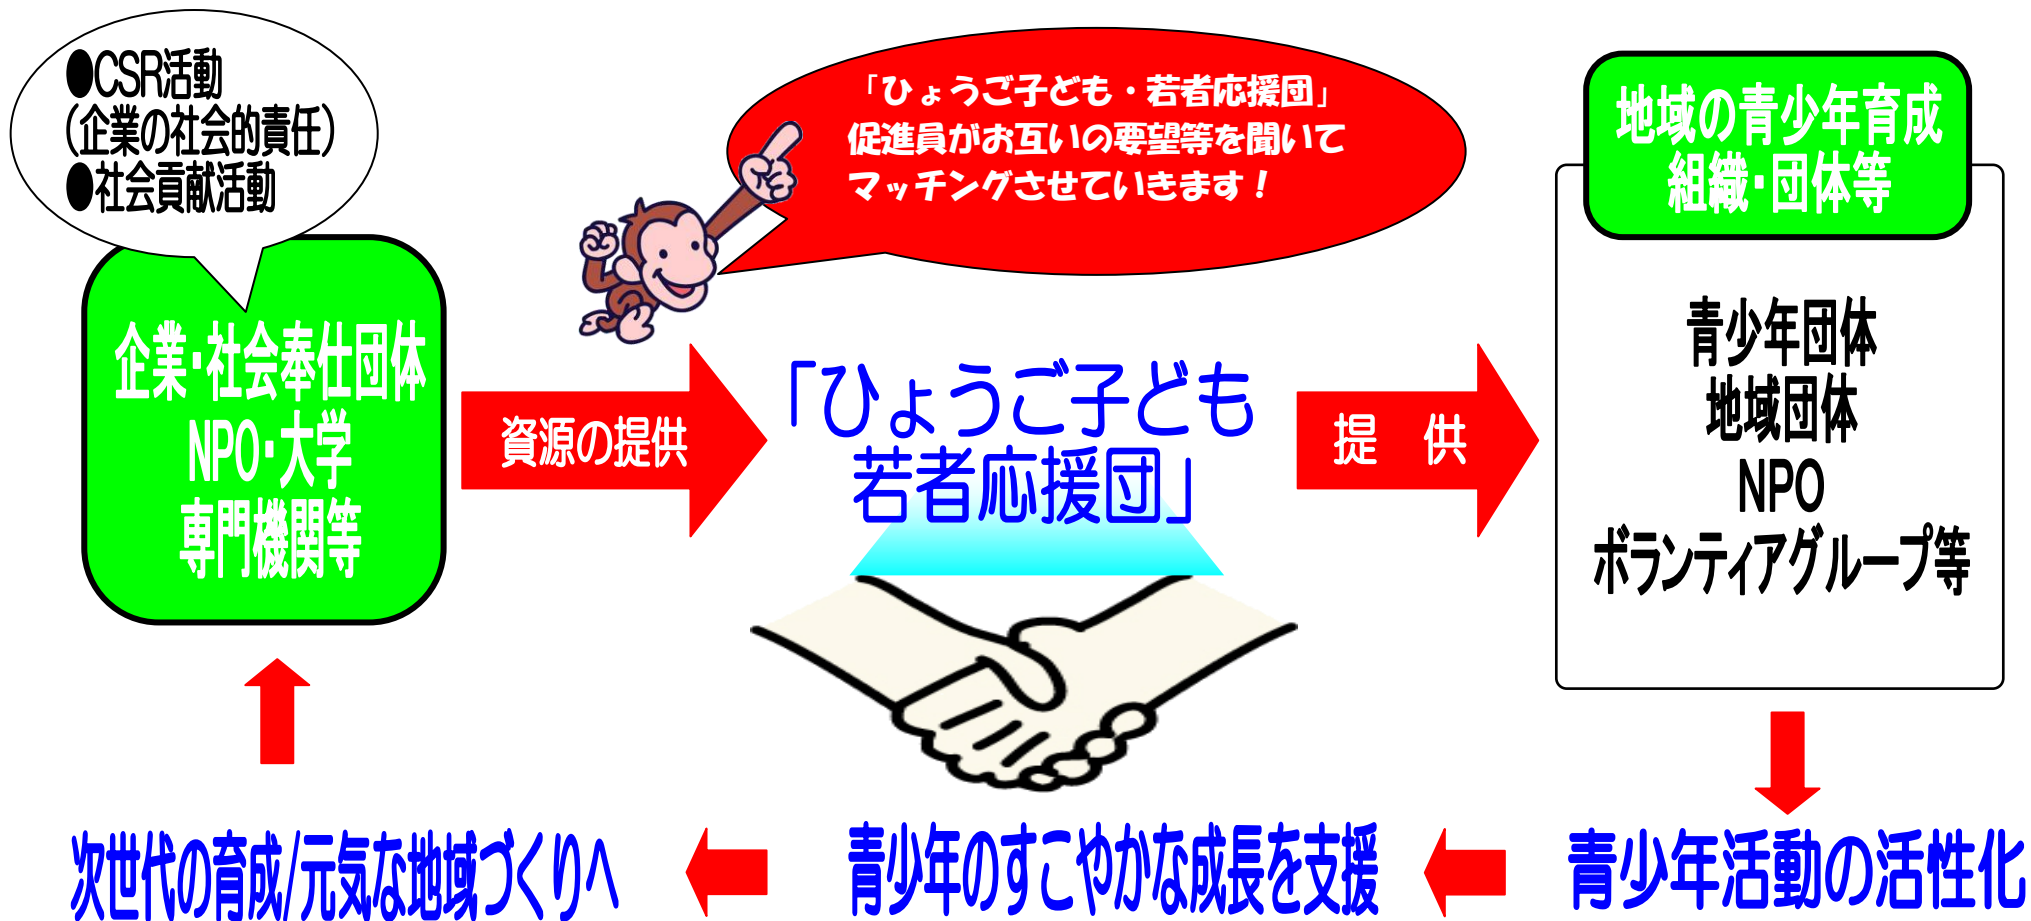 ●CSR活動
(企業の社会的責任)
●社会貢献活動
企業・社会奉仕団体
NPO・大学
専門機関等
「ひょうご子ども・若者応援団」
促進員がお互いの要望等を聞いて
マッチングさせていきます！
資源の提供
「ひょうご子ども
若者応援団」
提　供
地域の青少年育成
組織・団体等
青少年団体
地域団体
NPO
ボランティアグループ等
青少年活動の活性化
青少年のすこやかな成長を支援
次世代の育成/元気な地域づくりへ